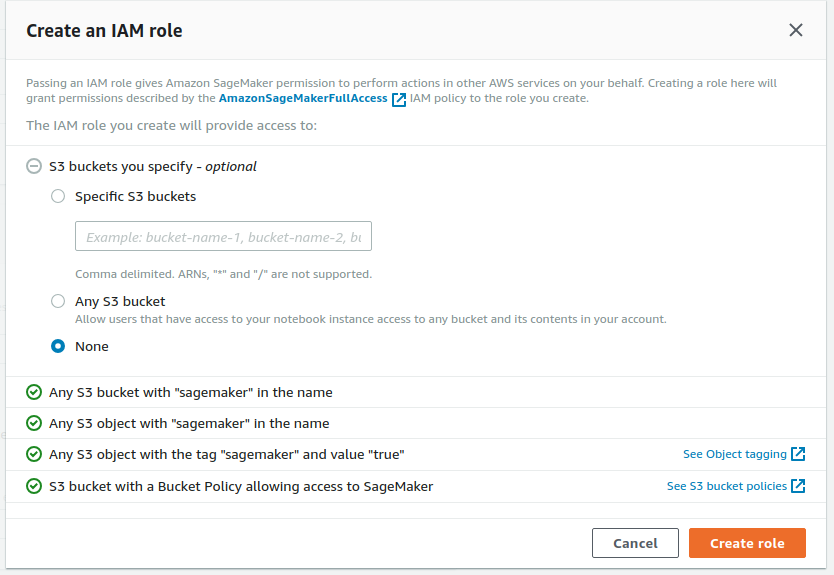 Create an IAM role
Passing an IAM role gives Amazon SageMaker permission to perform actions in other AWS services on your behalf. Creating a role here will
grant permissions described by the AmazonSageMakerFullAccess IAM policy to the role you create.
The IAM role you create will provide access to:
S3 buckets you specify - optional
Specific S3 buckets
Example: bucket-name-1, bucket-name-2, bu
Comma delimited. ARNs, "*" and "/" are not supported.
Any S3 bucket
Allow users that have access to your notebook instance access to any bucket and its contents in your account.
None
Any S3 bucket with "sagemaker" in the name
Any S3 object with "sagemaker" in the name
Any S3 object with the tag "sagemaker" and value "true" See Object tagging
S3 bucket with a Bucket Policy allowing access to SageMaker See S3 bucket policies
Cancel Create role